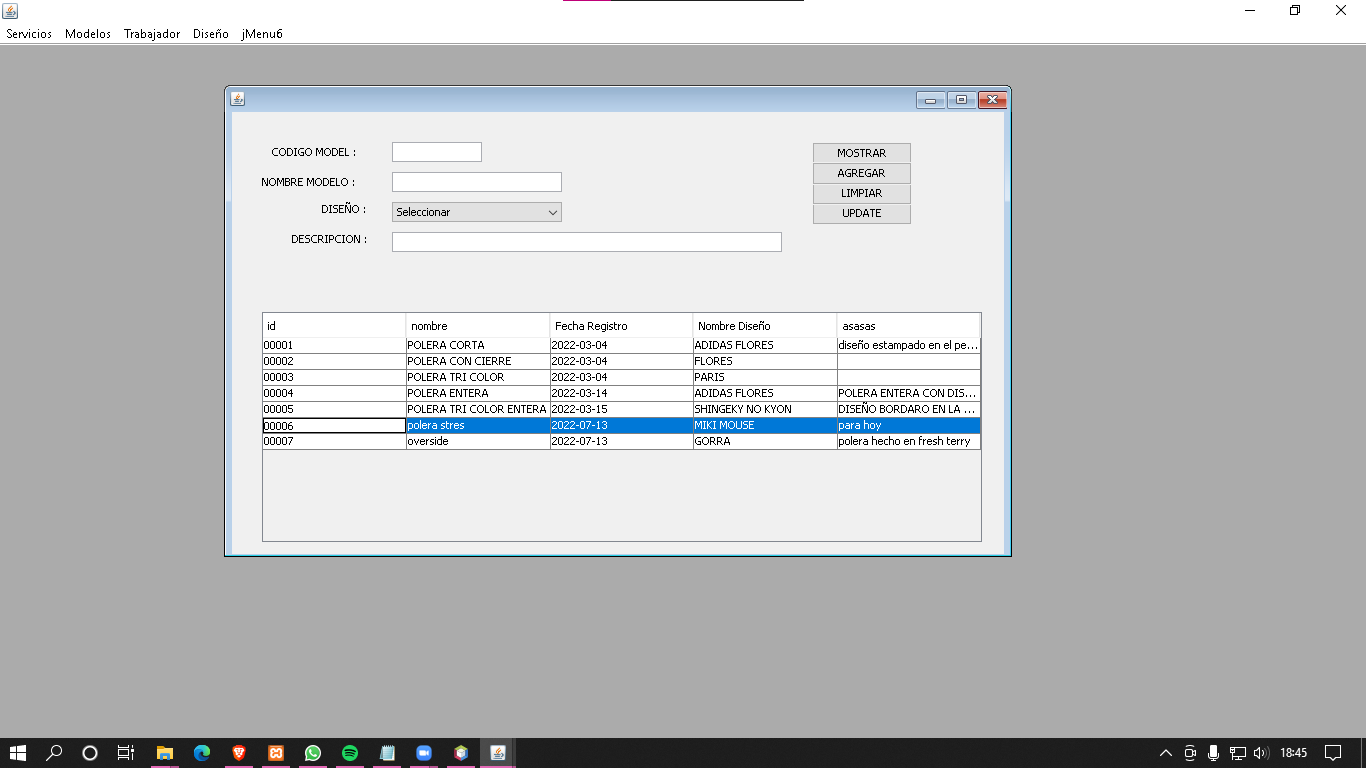 Servicios Modelos Trabajador Diseño jMenu6
CODIGO MODEL :
MOSTRAR
AGREGAR
NOMBRE MODELO :
LIMPIAR
DISEÑO : Seleccionar
UPDATE
DESCRIPCION :
id nombre Fecha Registro Nombre Diseño asasas
00001 POLERA CORTA 2022-03-04 ADIDAS FLORES diseño estampado en el pe...
00002 POLERA CON CIERRE 2022-03-04 FLORES
00003 POLERA TRI COLOR 2022-03-04 PARIS
00004 POLERA ENTERA 2022-03-14 ADIDAS FLORES POLERA ENTERA CON DIS...
00005 POLERA TRI COLOR ENTERA 2022-03-15 SHINGEKY NO KYON DISEÑO BORDARO EN LA ...
00006 polera stres 2022-07-13 MIKI MOUSE para hoy
00007 overside 2022-07-13 GORRA polera hecho en fresh terry
18:45